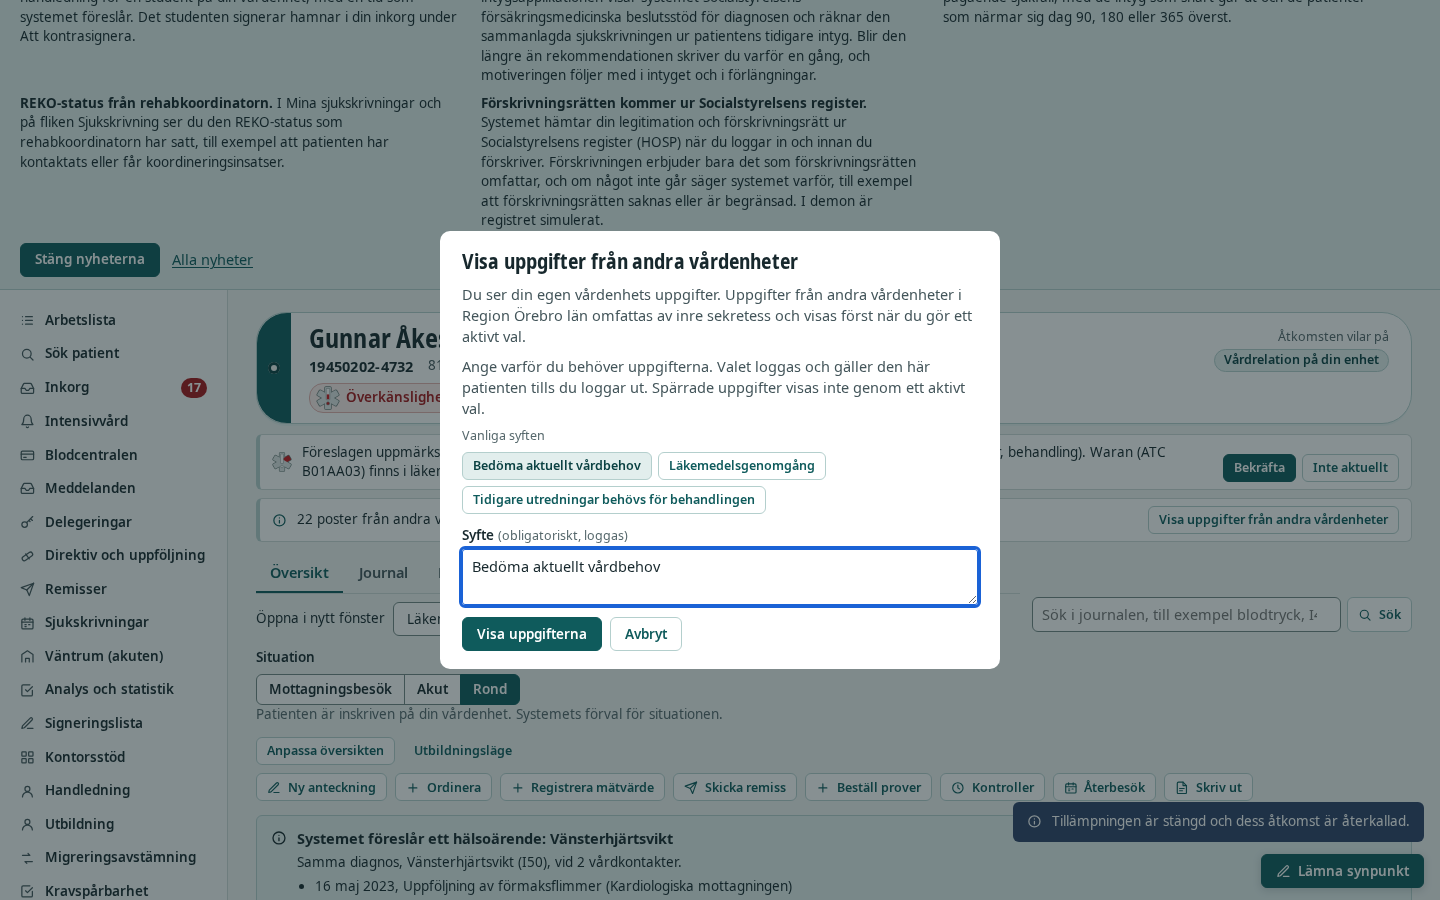 systemet föreslår. Det studenten signerar hamnar i din inkorg under
Att kontrasignera.
försäkringsmedicinska beslutsstöd för diagnosen och räknar den
sammanlagda sjukskrivningen ur patientens tidigare intyg. Blir den
längre än rekommendationen skriver du varför en gång, och
motiveringen följer med i intyget och i förlängningar.
som närmar sig dag 90, 180 eller 365 överst.
REKO-status från rehabkoordinatorn. I Mina sjukskrivningar och
på fliken Sjukskrivning ser du den REKO-status som
rehabkoordinatorn har satt, till exempel att patienten har
kontaktats eller får koordineringsinsatser.
Förskrivningsrätten kommer ur Socialstyrelsens register.
Systemet hämtar din legitimation och förskrivningsrätt ur
Socialstyrelsens register (HOSP) när du loggar in och innan du
förskriver. Förskrivningen erbjuder bara det som förskrivningsrätten
omfattar, och om något inte går säger systemet varför, till exempel
att förskrivningsrätten saknas eller är begränsad. I demon är
registret simulerat.
Stäng nyheterna
Alla nyheter
Arbetslista
Sök patient
Inkorg 17
Intensivvård
Blodcentralen
Meddelanden
Delegeringar
Direktiv och uppföljning
Remisser
Sjukskrivningar
Väntrum (akuten)
Analys och statistik
Signeringslista
Kontorsstöd
Handledning
Utbildning
Migreringsavstämning
Kravspårbarhet
Gunnar Åkes
19450202-4732 81
Överkänslighe
Åtkomsten vilar på
Vårdrelation på din enhet
Föreslagen uppmärks
B01AA03) finns i läker
, behandling). Waran (ATC
Bekräfta
Inte aktuellt
22 poster från andra v
Visa uppgifter från andra vårdenheter
Översikt
Journal
Öppna i nytt fönster
Läker
Sök i journalen, till exempel blodtryck, I
Sök
Situation
Mottagningsbesök
Akut
Rond
Patienten är inskriven på din vårdenhet. Systemets förval för situationen.
Anpassa översikten
Utbildningsläge
Ny anteckning
Ordinera
Registrera mätvärde
Skicka remiss
Beställ prover
Kontroller
Återbesök
Skriv ut
Systemet föreslår ett hälsoärende: Vänsterhjärtsvikt
Samma diagnos, Vänsterhjärtsvikt (I50), vid 2 vårdkontakter.
• 16 maj 2023, Uppföljning av förmaksflimmer (Kardiologiska mottagningen)
Visa uppgifter från andra vårdenheter
Du ser din egen vårdenhets uppgifter. Uppgifter från andra vårdenheter i
Region Örebro län omfattas av inre sekretess och visas först när du gör ett
aktivt val.
Ange varför du behöver uppgifterna. Valet loggas och gäller den här
patienten tills du loggar ut. Spärrade uppgifter visas inte genom ett aktivt
val.
Vanliga syften
Bedöma aktuellt vårdbehov
Läkemedelsgenomgång
Tidigare utredningar behövs för behandlingen
Syfte (obligatoriskt, loggas)
Bedöma aktuellt vårdbehov
Visa uppgifterna
Avbryt
Tillämpningen är stängd och dess åtkomst är återkallad.
Lämna synpunkt